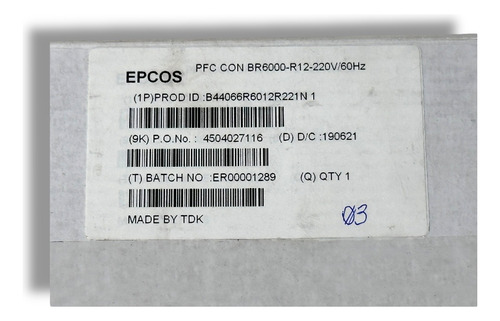 PFC CON BR6000-R12-220V/60Hz
EPCOS
(1P)PROD ID :B44066R6012R221N 1
(9K) P.O.No.: 4504027116 (D) D/C :190621
(T) BATCH NO :ER00001289 (Q) QTY 1
MADE BY TDK
03